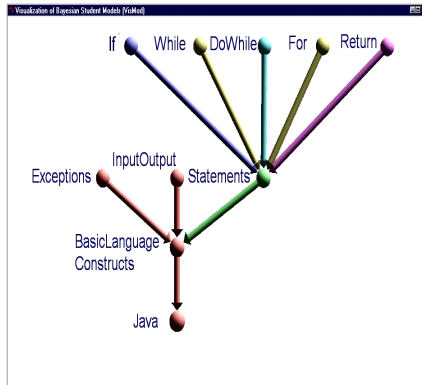 Visualization of Bayesian Student Models (VisMod)
If While DoWhile For Return
InputOutput
Exceptions Statements
BasicLanguage
Constructs
Java